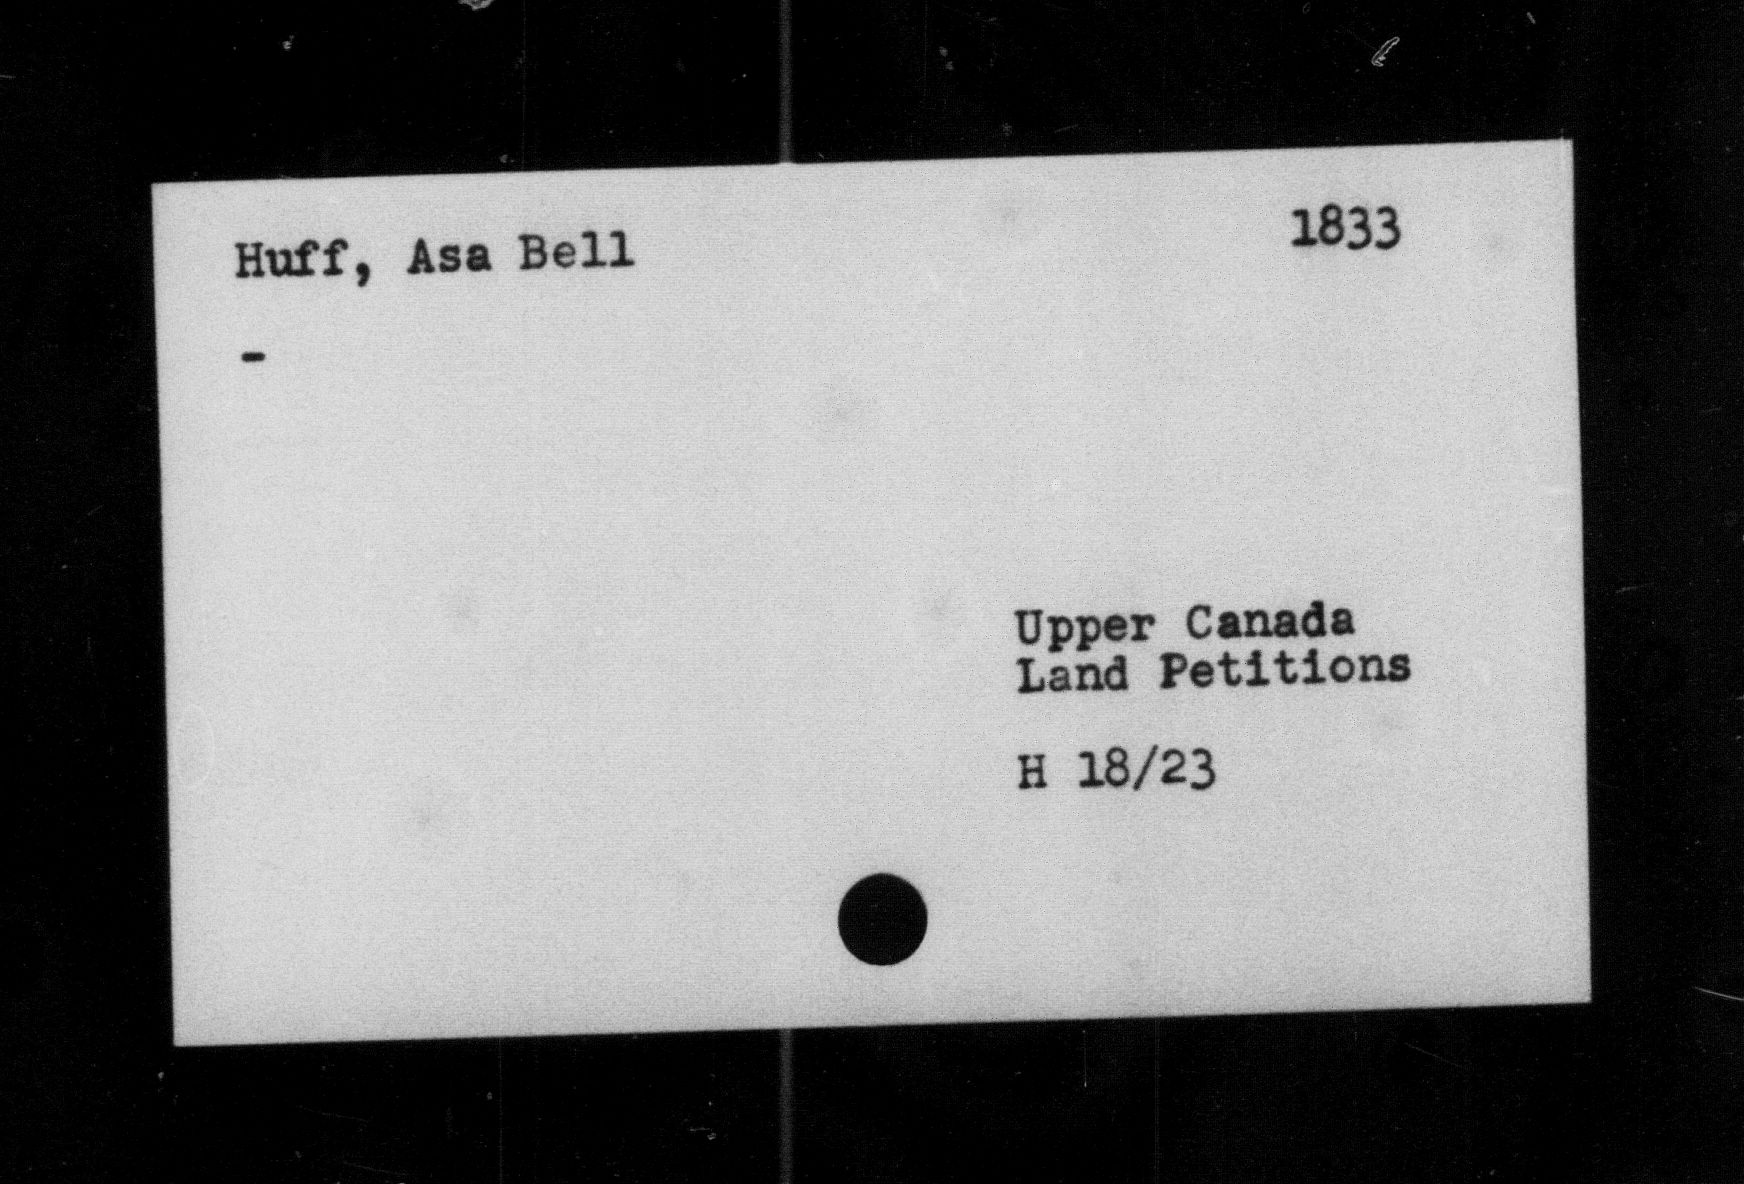 Huff, Asa Bell 1833
-
Upper Canada
Land Petitions
H 18/23